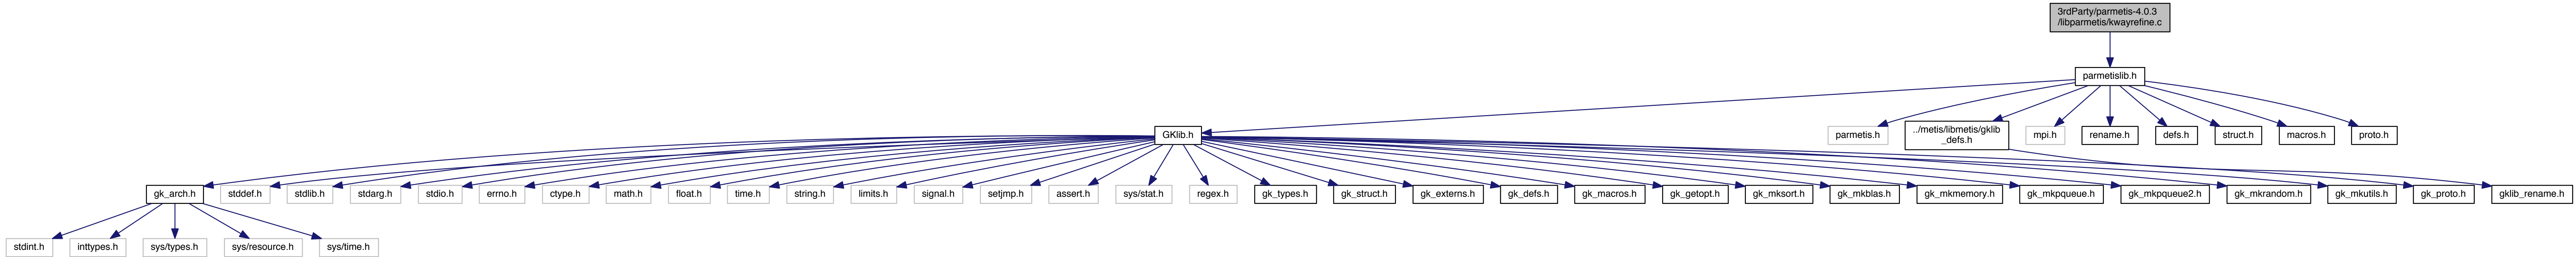 3rdParty/parmetis-4.0.3
/libparmetis/kwayrefine.c
parmetislib.h
GKlib.h
parmetis.h
../metis/libmetis/gklib
_defs.h
mpi.h
rename.h
defs.h
struct.h
macros.h
proto.h
gk_arch.h
stddef.h
stdlib.h
stdarg.h
stdio.h
errno.h
ctype.h
math.h
float.h
time.h
string.h
limits.h
signal.h
setjmp.h
assert.h
sys/stat.h
regex.h
gk_types.h
gk_struct.h
gk_externs.h
gk_defs.h
gk_macros.h
gk_getopt.h
gk_mksort.h
gk_mkblas.h
gk_mkmemory.h
gk_mkpqueue.h
gk_mkpqueue2.h
gk_mkrandom.h
gk_mkutils.h
gk_proto.h
gklib_rename.h
stdint.h
inttypes.h
sys/types.h
sys/resource.h
sys/time.h